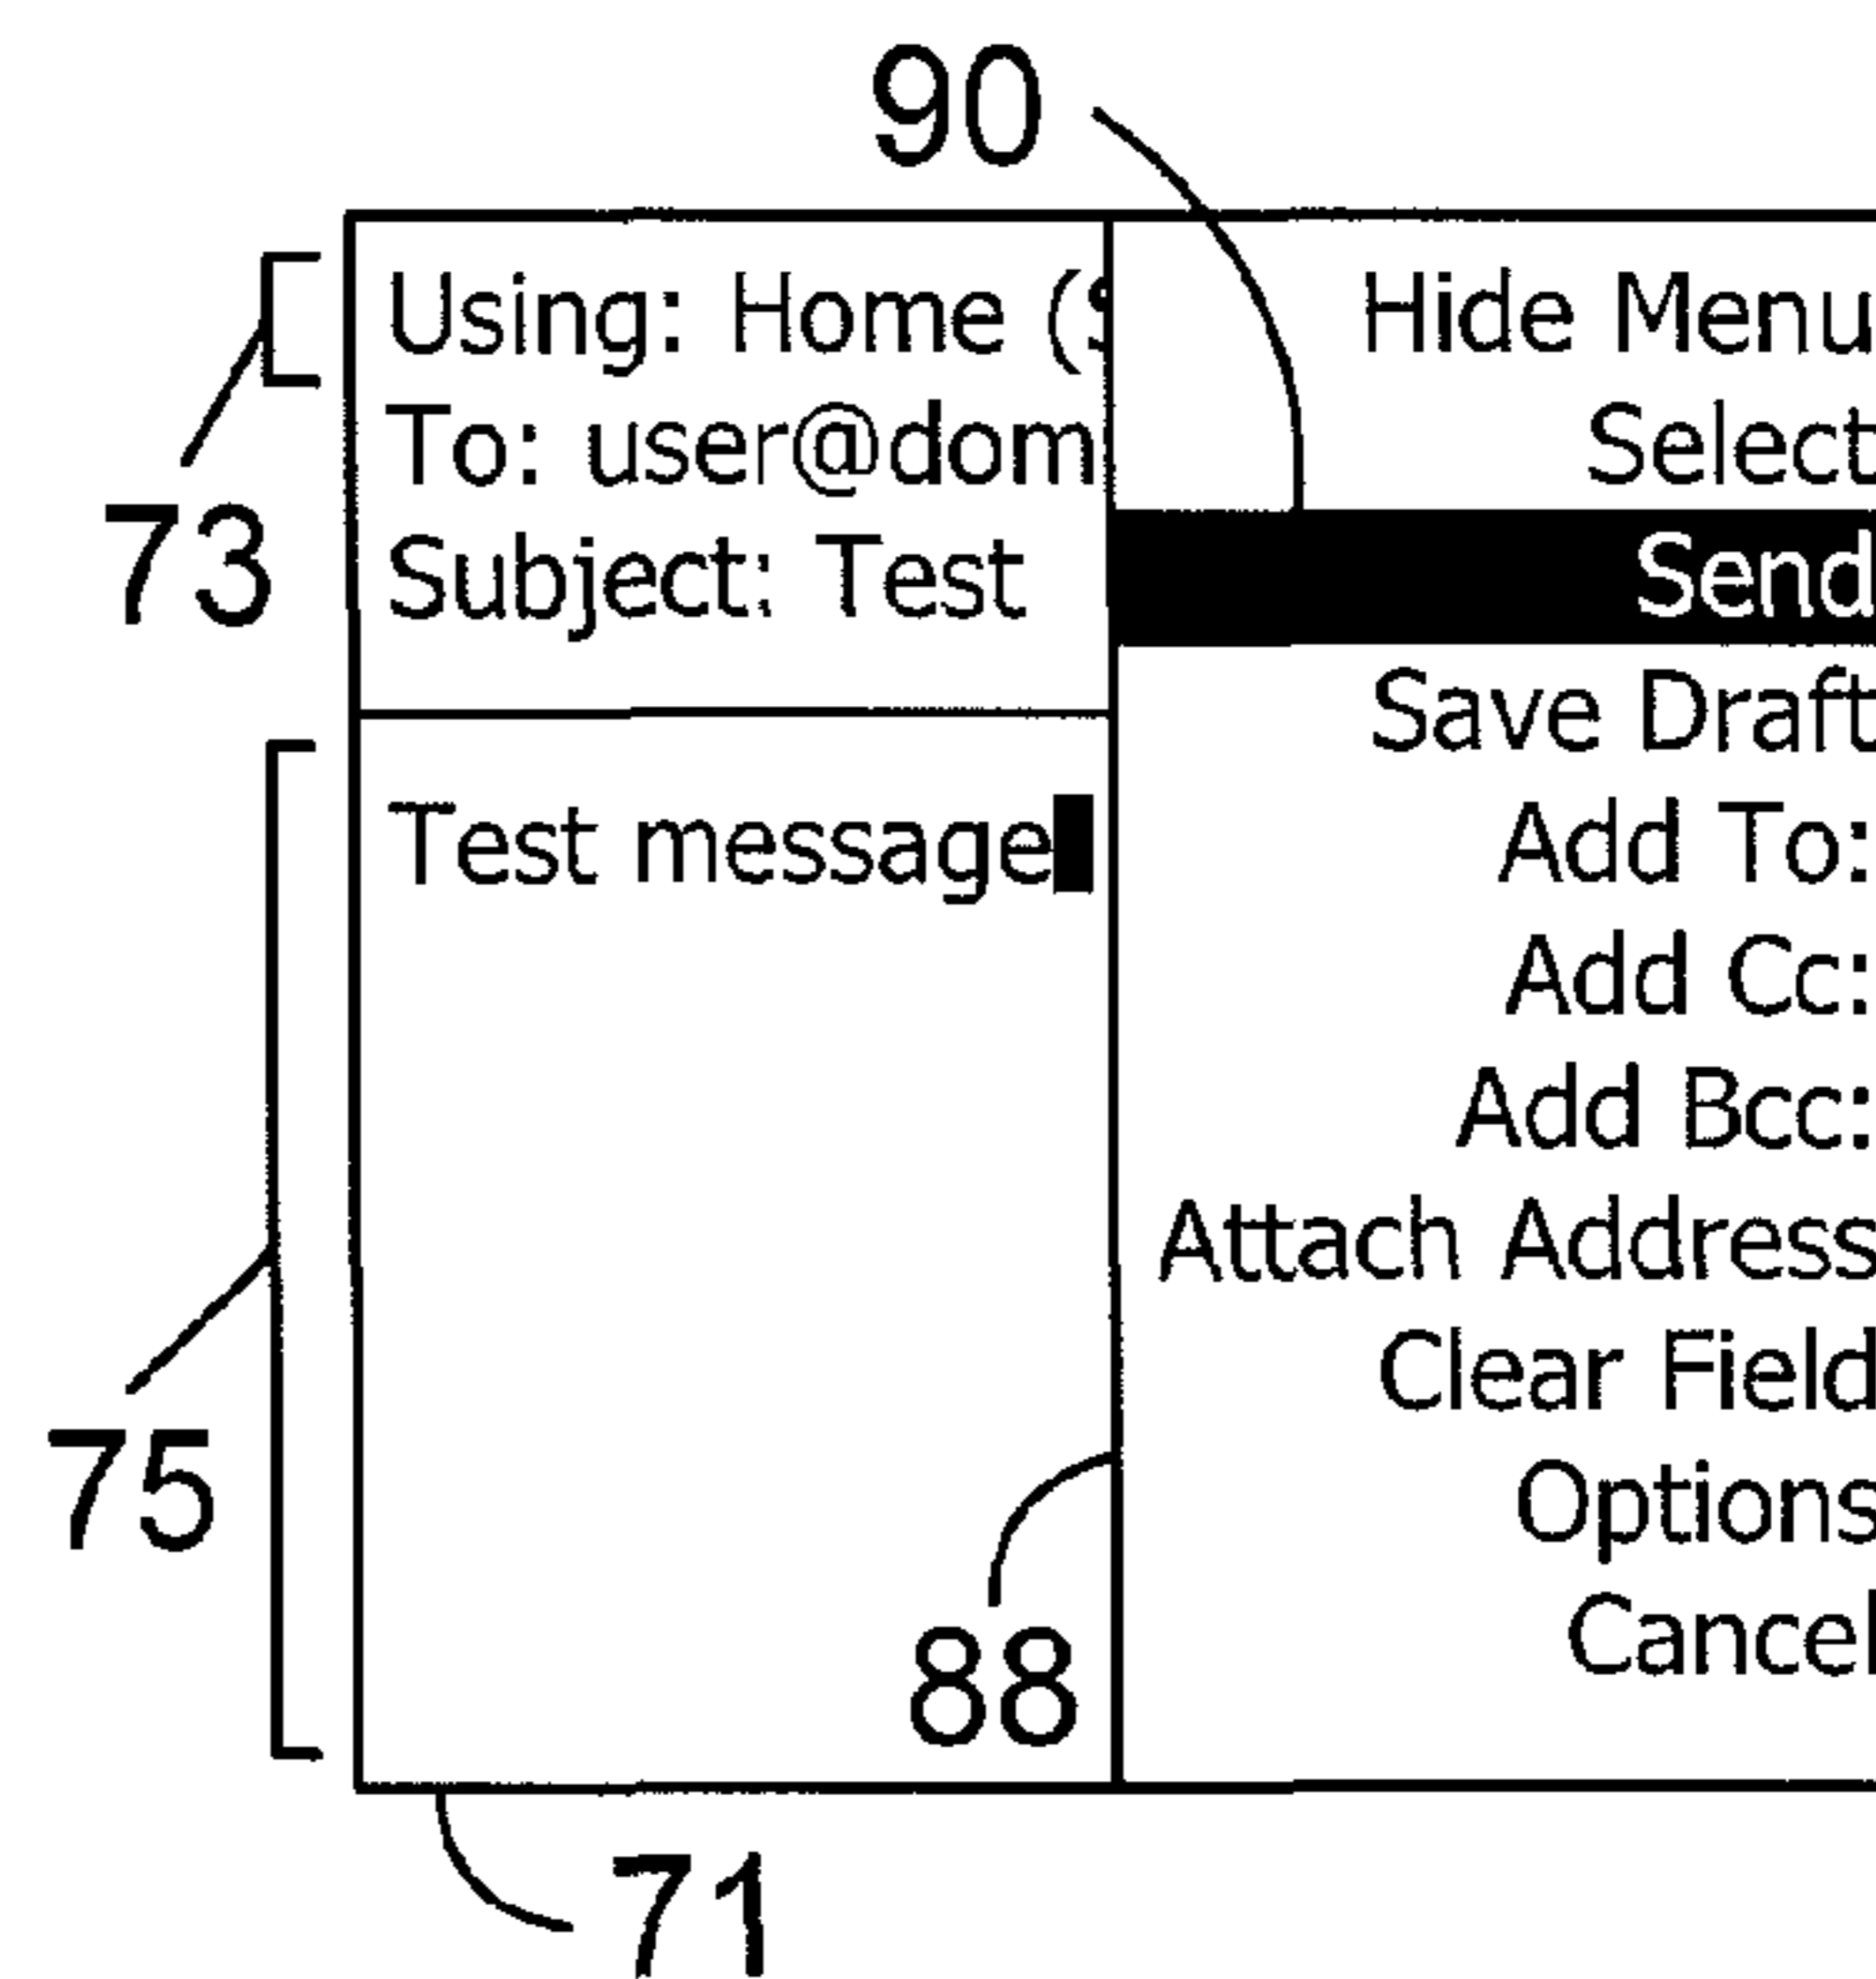 90
Using: Home (S
To: user@dom
Subject: Test
73
Test message
75
88
71
Hide Menu
Select
Send
Save Draft
Add To:
Add Cc:
Add Bcc:
Attach Address
Clear Field
Options
Cancel